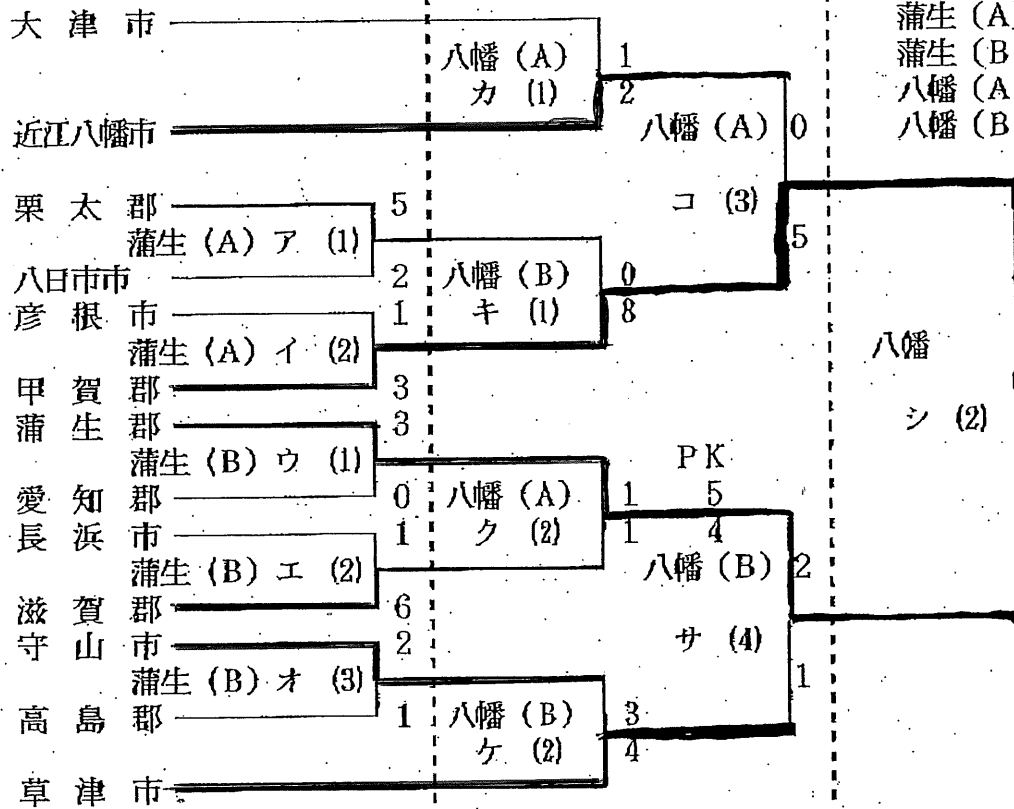 大津市
八幡(A) 1
カ (1) 2
近江八幡市
八幡(A) 0
コ (3)
5
栗太郡 5
蒲生(A) ア (1)
八日市市 2
八幡(B) 0
キ (1) 8
彦根市 1
蒲生(A) イ (2)
甲賀郡 3
蒲生郡 3
蒲生(B) ウ (1)
愛知郡 0
八幡(A) 1
ク (2) 1
PK
5
4
長浜市 1
蒲生(B) エ (2)
滋賀郡 6
八幡(B) 2
サ (4)
1
守山市 2
蒲生(B) オ (3)
高島郡 1
八幡(B) 3
ケ (2) 4
草津市
蒲生(A
蒲生(B
八幡(A
八幡(B
八幡
シ (2)